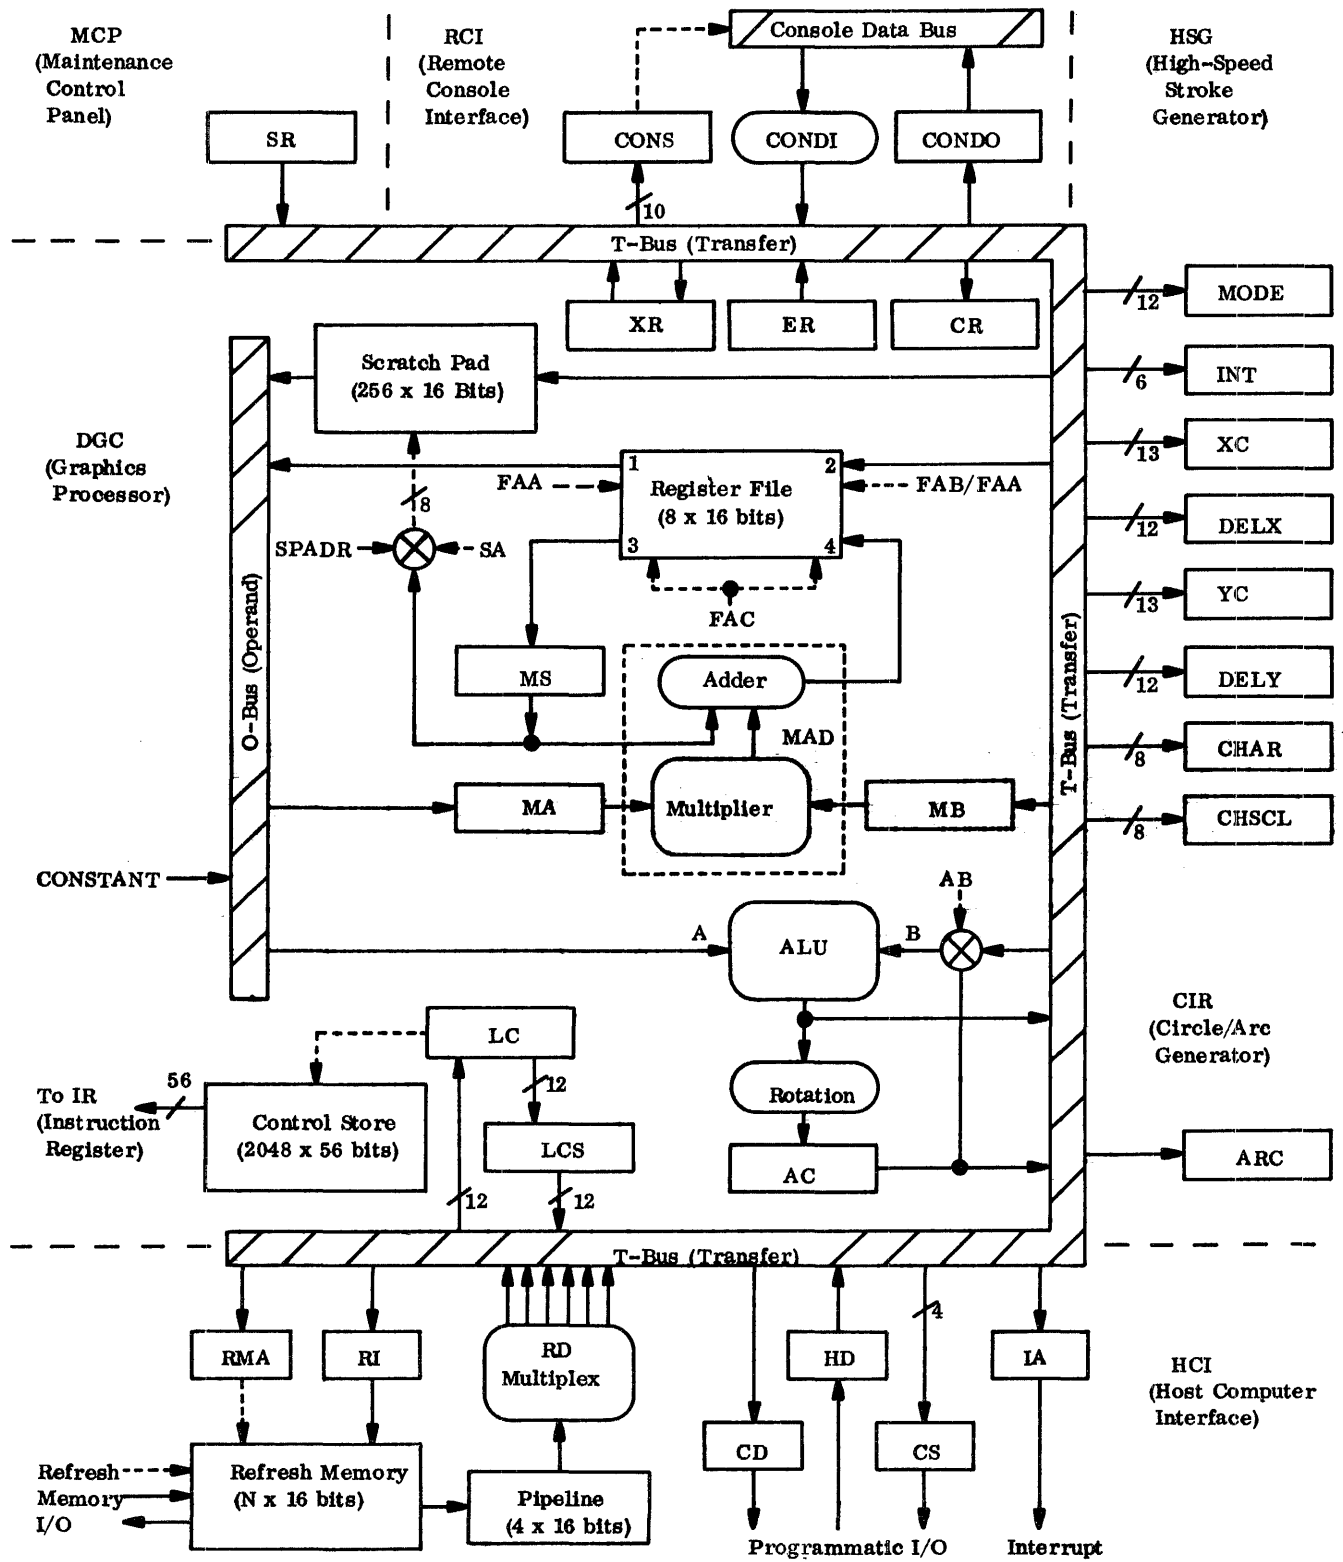 MCP
(Maintenance
Control
Panel)
RCI
(Remote
Console
Interface)
Console Data Bus
HSG
(High-Speed
Stroke
Generator)
SR
CONS
CONDI
CONDO
10
T-Bus (Transfer)
XR
ER
CR
12
MODE
Scratch Pad
(256 x 16 Bits)
6
INT
DGC
(Graphics
Processor)
1
2
FAA
Register File
(8 x 16 bits)
FAB/FAA
13
XC
8
3
4
12
DELX
SPADR
SA
FAC
13
YC
O-Bus (Operand)
T-Bus (Transfer)
MS
Adder
12
DELY
MAD
8
CHAR
MA
Multiplier
MB
8
CHSCL
CONSTANT
AB
A
ALU
B
CIR
(Circle/Arc
Generator)
LC
12
56
To IR
(Instruction
Register)
Control Store
(2048 x 56 bits)
LCS
Rotation
12
12
AC
ARC
T-Bus (Transfer)
4
RMA
RI
RD
Multiplex
HD
IA
HCI
(Host Computer
Interface)
CD
CS
Refresh
Memory
I/O
Refresh Memory
(N x 16 bits)
Pipeline
(4 x 16 bits)
Programmatic I/O
Interrupt